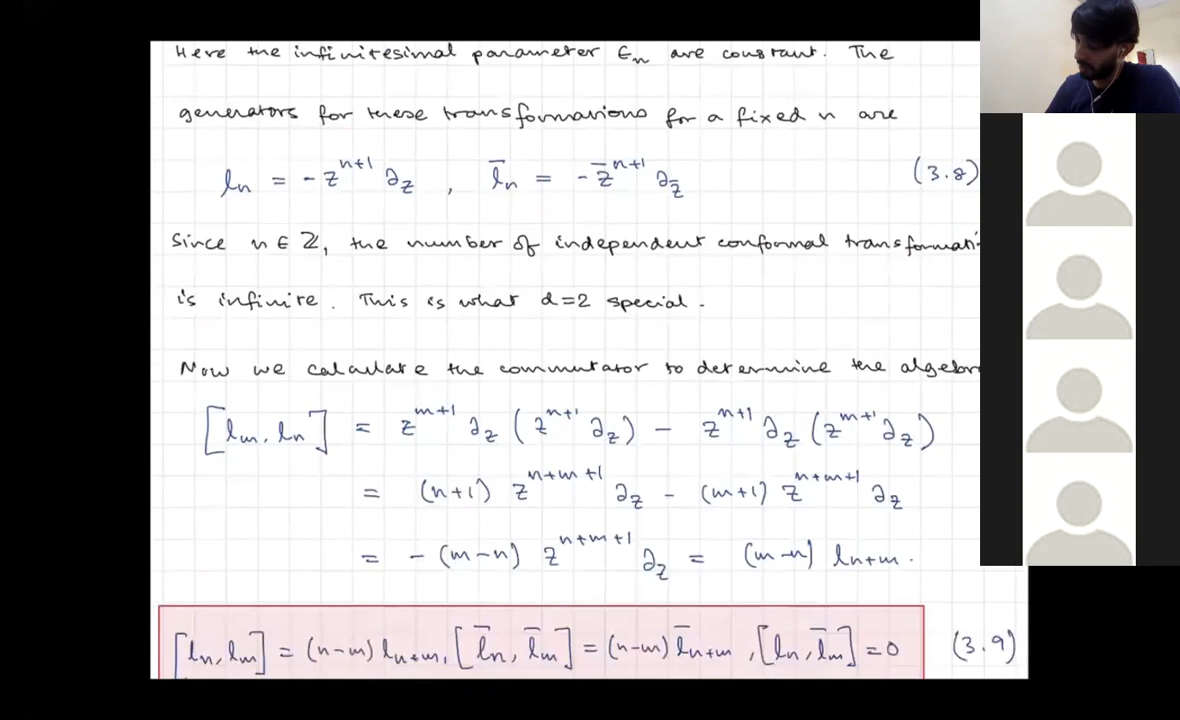 Here the infinitesimal parameter ϵₙ are constant. The
generators for these transformations for a fixed n are
lₙ = - z^{n+1} ∂_z , l̄ₙ = - z̄^{n+1} ∂_z̄ (3.8)
Since n ∈ ℤ, the number of independent conformal transformati
is infinite. This is what d=2 special.
Now we calculate the commutator to determine the algebr
[l_m, l_n] = z^{m+1} ∂_z (z^{n+1} ∂_z) - z^{n+1} ∂_z (z^{m+1} ∂_z)
= (n+1) z^{n+m+1} ∂_z - (m+1) z^{n+m+1} ∂_z
= - (m-n) z^{n+m+1} ∂_z = (m-n) l_{n+m}.
[l_n, l_m] = (n-m) l_{n+m}, [l̄_n, l̄_m] = (n-m) l̄_{n+m}, [l_n, l̄_m] = 0 (3.9)